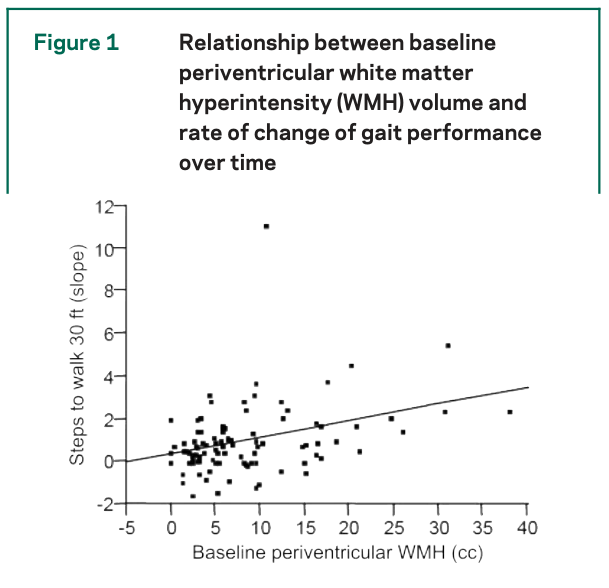 Figure 1
Relationship between baseline
periventricular white matter
hyperintensity (WMH) volume and
rate of change of gait performance
over time
12
10
8
6
4
2
0
-2
Steps to walk 30 ft (slope)
-5 0 5 10 15 20 25 30 35 40
Baseline periventricular WMH (cc)